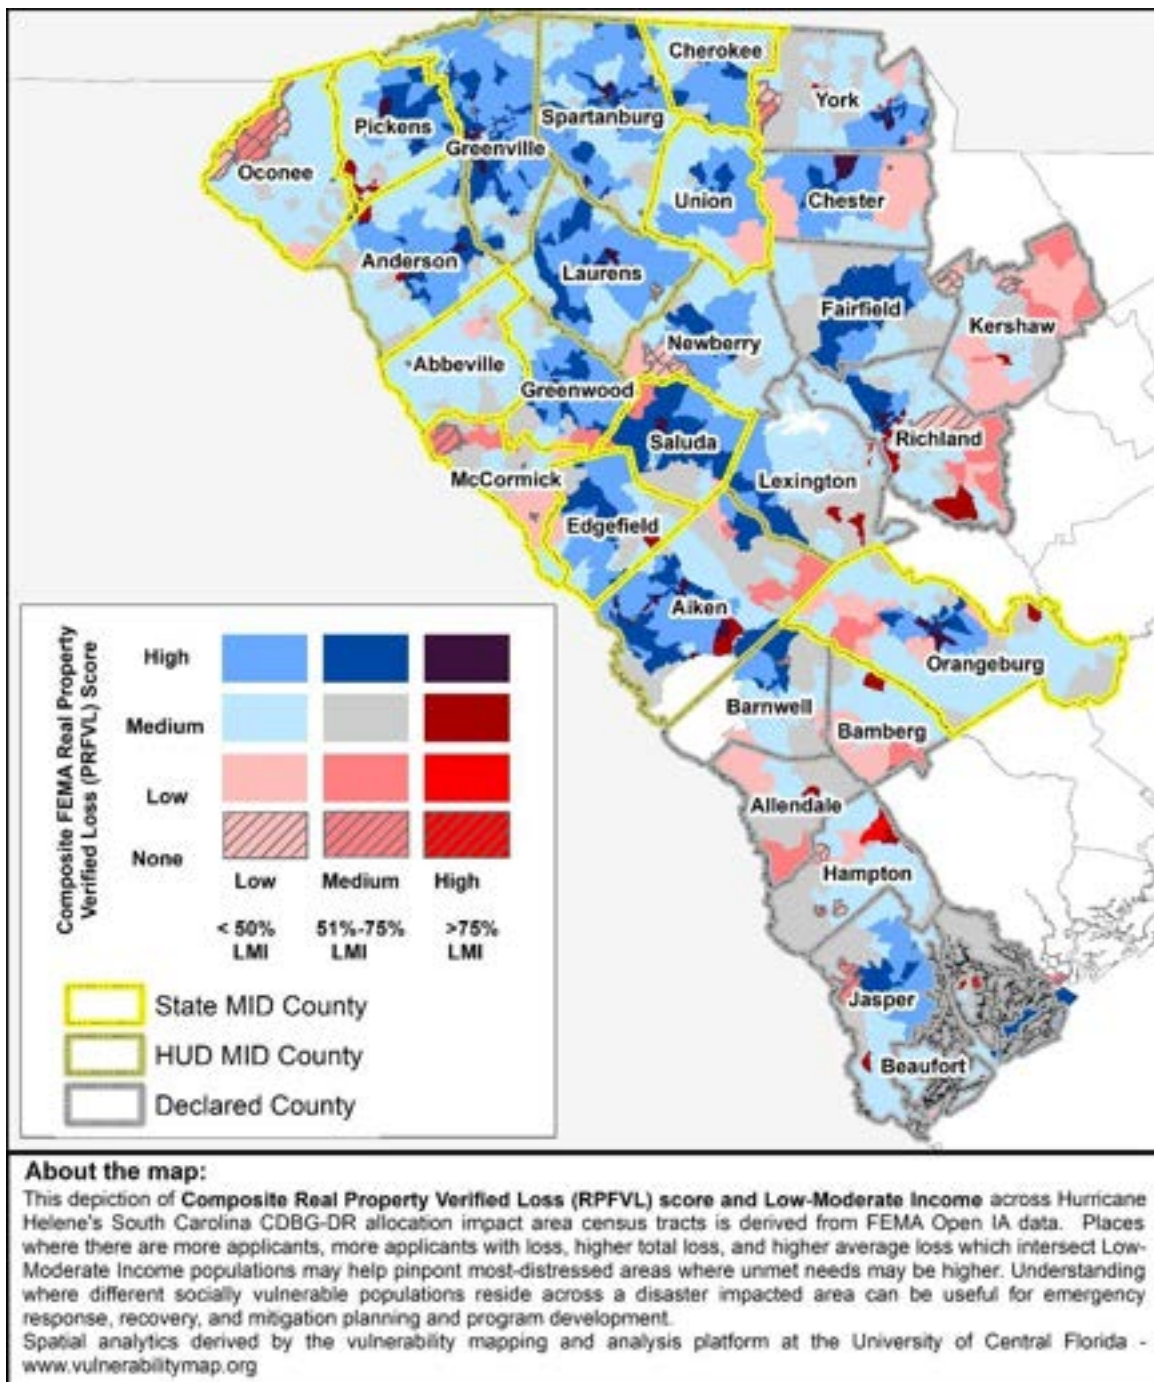 Cherokee
York
Spartanburg
Pickens
Greenville
Oconee
Union
Chester
Anderson
Laurens
Fairfield
Kershaw
Newberry
Abbeville
Greenwood
Richland
Saluda
Lexington
McCormick
Edgefield
Aiken
Orangeburg
Barnwell
Bamberg
Allendale
Hampton
Jasper
Beaufort
Composite FEMA Real Property
Verified Loss (PRFVL) Score
High
Medium
Low
None
Low Medium High
< 50% 51%-75% >75%
LMI LMI LMI
State MID County
HUD MID County
Declared County
About the map:
This depiction of Composite Real Property Verified Loss (RPFVL) score and Low-Moderate Income across Hurricane
Helene's South Carolina CDBG-DR allocation impact area census tracts is derived from FEMA Open IA data. Places
where there are more applicants, more applicants with loss, higher total loss, and higher average loss which intersect Low-
Moderate Income populations may help pinpont most-distressed areas where unmet needs may be higher. Understanding
where different socially vulnerable populations reside across a disaster impacted area can be useful for emergency
response, recovery, and mitigation planning and program development.
Spatial analytics derived by the vulnerability mapping and analysis platform at the University of Central Florida -
www.vulnerabilitymap.org